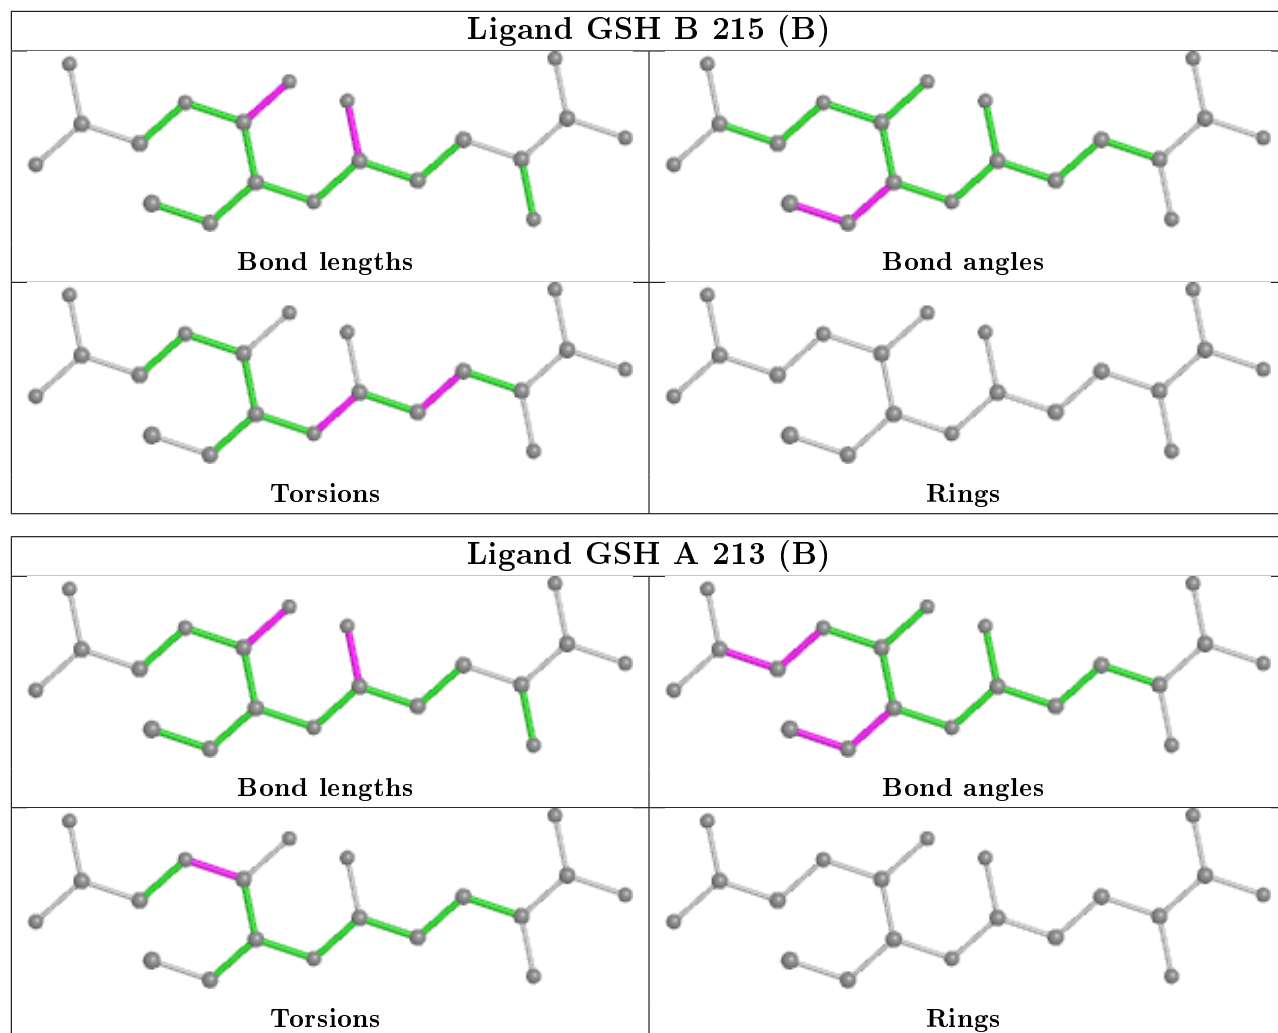 Ligand GSH B 215 (B)
Bond lengths
Bond angles
Torsions
Rings
Ligand GSH A 213 (B)
Bond lengths
Bond angles
Torsions
Rings